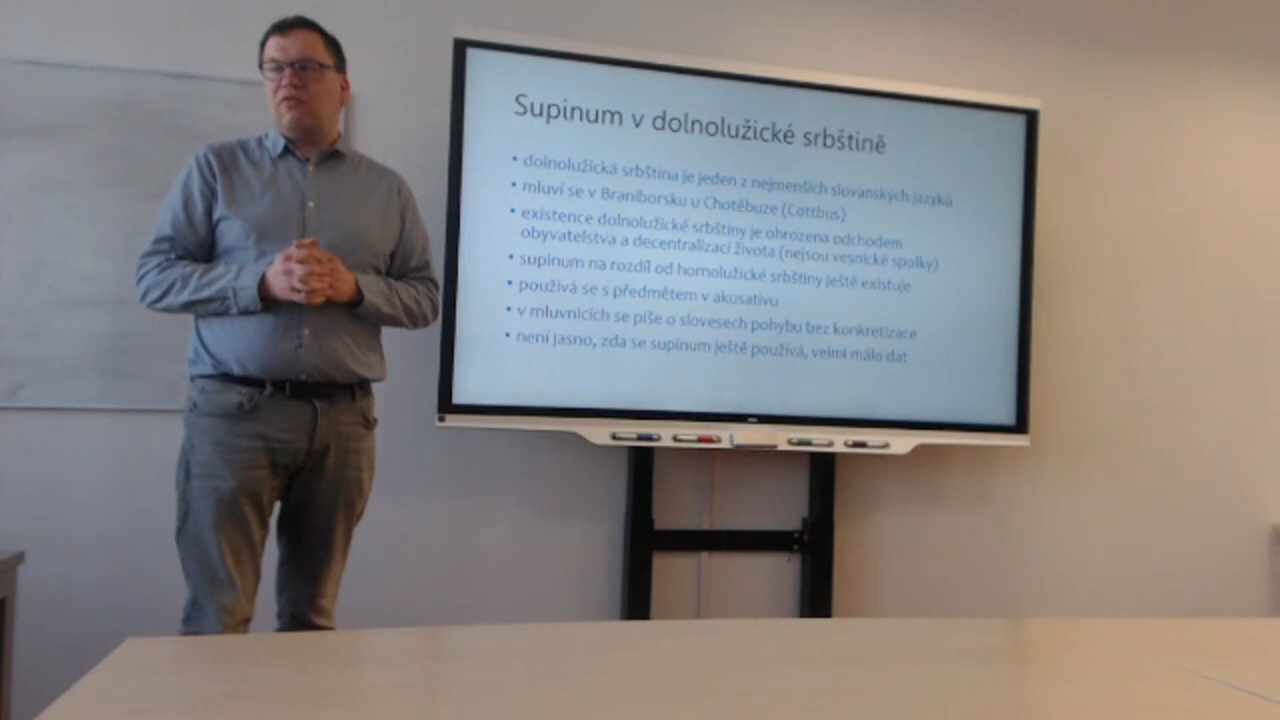 Supinum v dolnolužické srbštině
• dolnolužická srbština je jeden z nejmenších slovanských jazyků
• mluví se v Braniborsku u Chotěbuze (Cottbus)
• existence dolnolužické srbštiny je ohrozena odchodem
obyvatelstva a decentralizací života (nejsou vesnické spolky)
• supinum na rozdíl od hornolužické srbštiny ještě existuje
• používá se s předmětem v akusativu
• v mluvnicích se píše o slovesech pohybu bez konkretizace
• není jasno, zda se supinum ještě používá, velmi málo dat